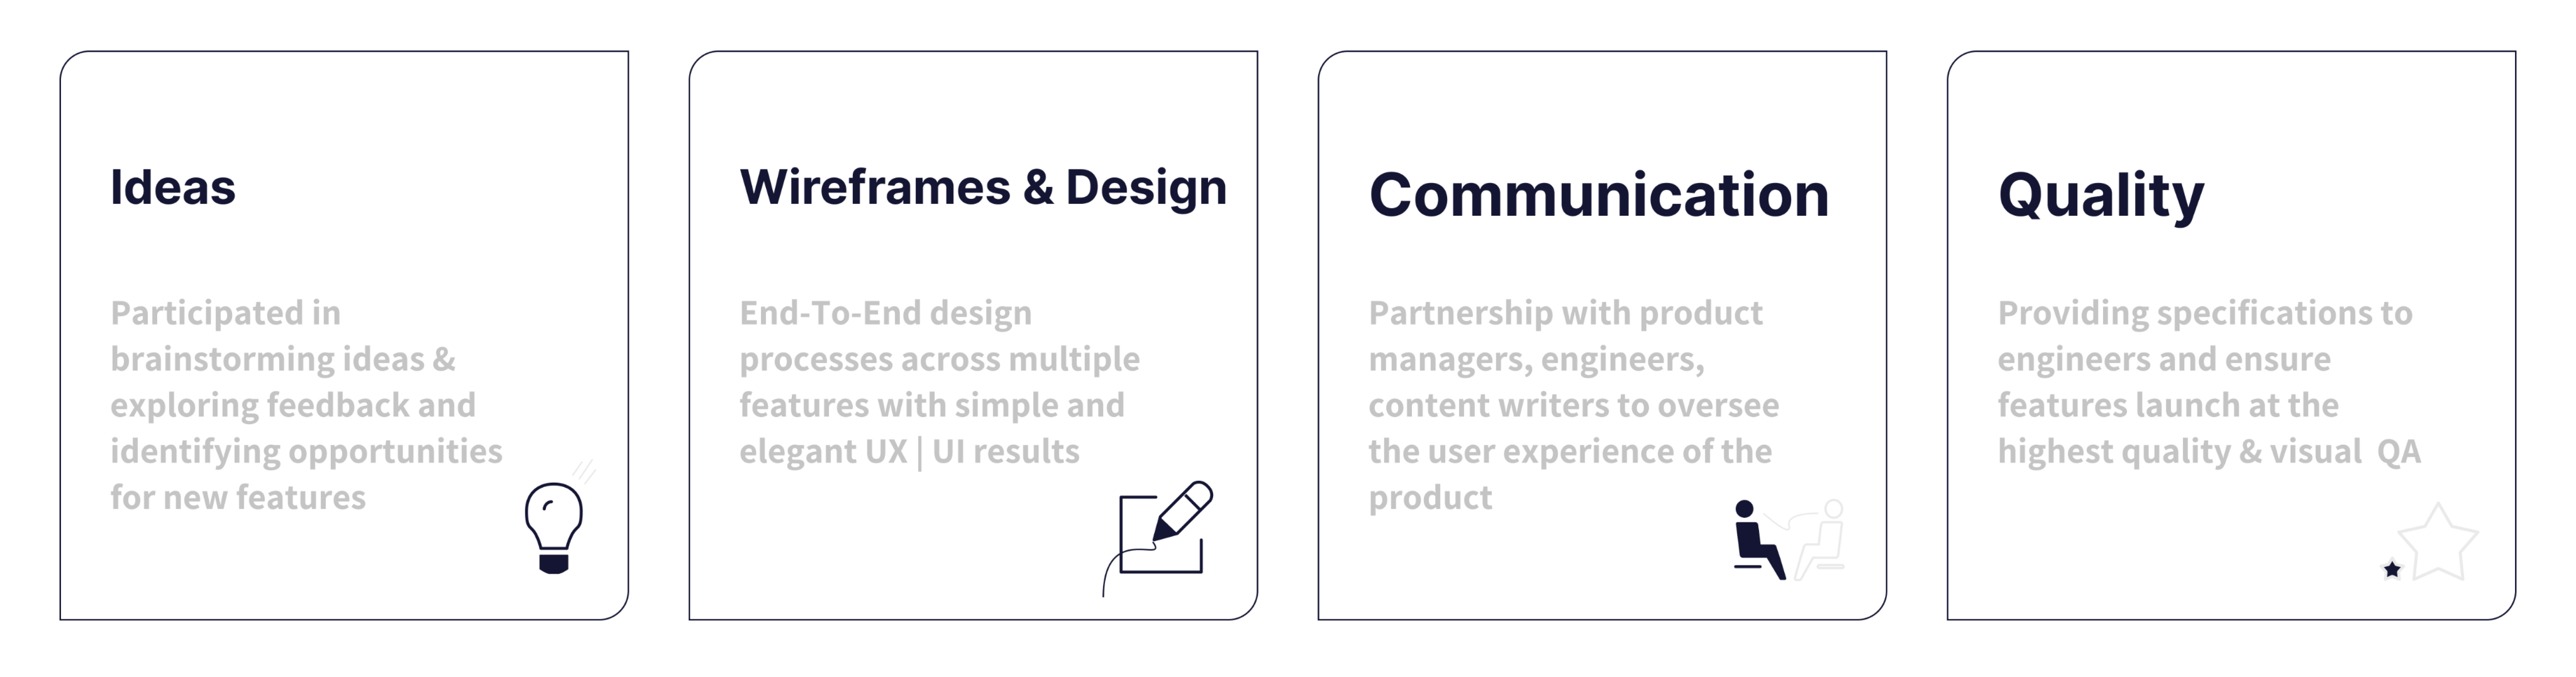 Ideas
Participated in
brainstorming ideas &
exploring feedback and
identifying opportunities
for new features
Wireframes & Design
End-To-End design
processes across multiple
features with simple and
elegant UX | UI results
Communication
Partnership with product
managers, engineers,
content writers to oversee
the user experience of the
product
Quality
Providing specifications to
engineers and ensure
features launch at the
highest quality & visual  QA